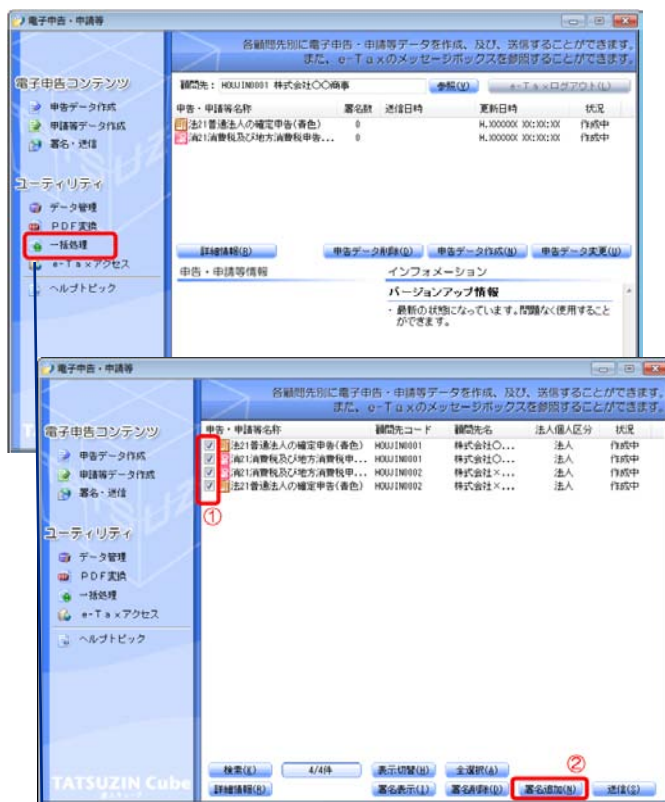 電子申告・申請等
各顧問先別に電子申告・申請等データを作成、及び、送信することができます。
また、e-Taxのメッセージボックスを参照することができます。
電子申告コンテンツ
申告データ作成
申請等データ作成
署名・送信
ユーティリティ
データ管理
PDF変換
一括処理
e-Taxアクセス
ヘルプトピック
顧問先： HOUJIN0001 株式会社〇〇商事
参照(V)
e-Taxログアウト(L)
申告・申請等名称 署名数 送信日時 更新日時 状況
法21普通法人の確定申告(青色) 0 H.XXXXXX XX:XX:XX 作成中
消21消費税及び地方消費税申告... 0 H.XXXXXX XX:XX:XX 作成中
詳細情報(R) 申告データ削除(D) 申告データ作成(N) 申告データ変更(U)
申告・申請等情報
インフォメーション
バージョンアップ情報
・最新の状態になっています。問題なく使用すること
ができます。
電子申告・申請等
各顧問先別に電子申告・申請等データを作成、及び、送信することができます。
また、e-Taxのメッセージボックスを参照することができます。
電子申告コンテンツ
申告データ作成
申請等データ作成
署名・送信
ユーティリティ
データ管理
PDF変換
一括処理
e-Taxアクセス
ヘルプトピック
申告・申請等名称 顧問先コード 顧問先名 法人個人区分 状況
法21普通法人の確定申告(青色) HOUJIN0001 株式会社〇... 法人 作成中
消21消費税及び地方消費税申... HOUJIN0001 株式会社〇... 法人 作成中
消21消費税及び地方消費税申... HOUJIN0002 株式会社×... 法人 作成中
法21普通法人の確定申告(青色) HOUJIN0002 株式会社×... 法人 作成中
①
②
検索(K) 4/4件 表示切替(H) 全選択(A)
詳細情報(R) 署名表示(I) 署名削除(D) 署名追加(N) 送信(S)
TATSUZIN Cube